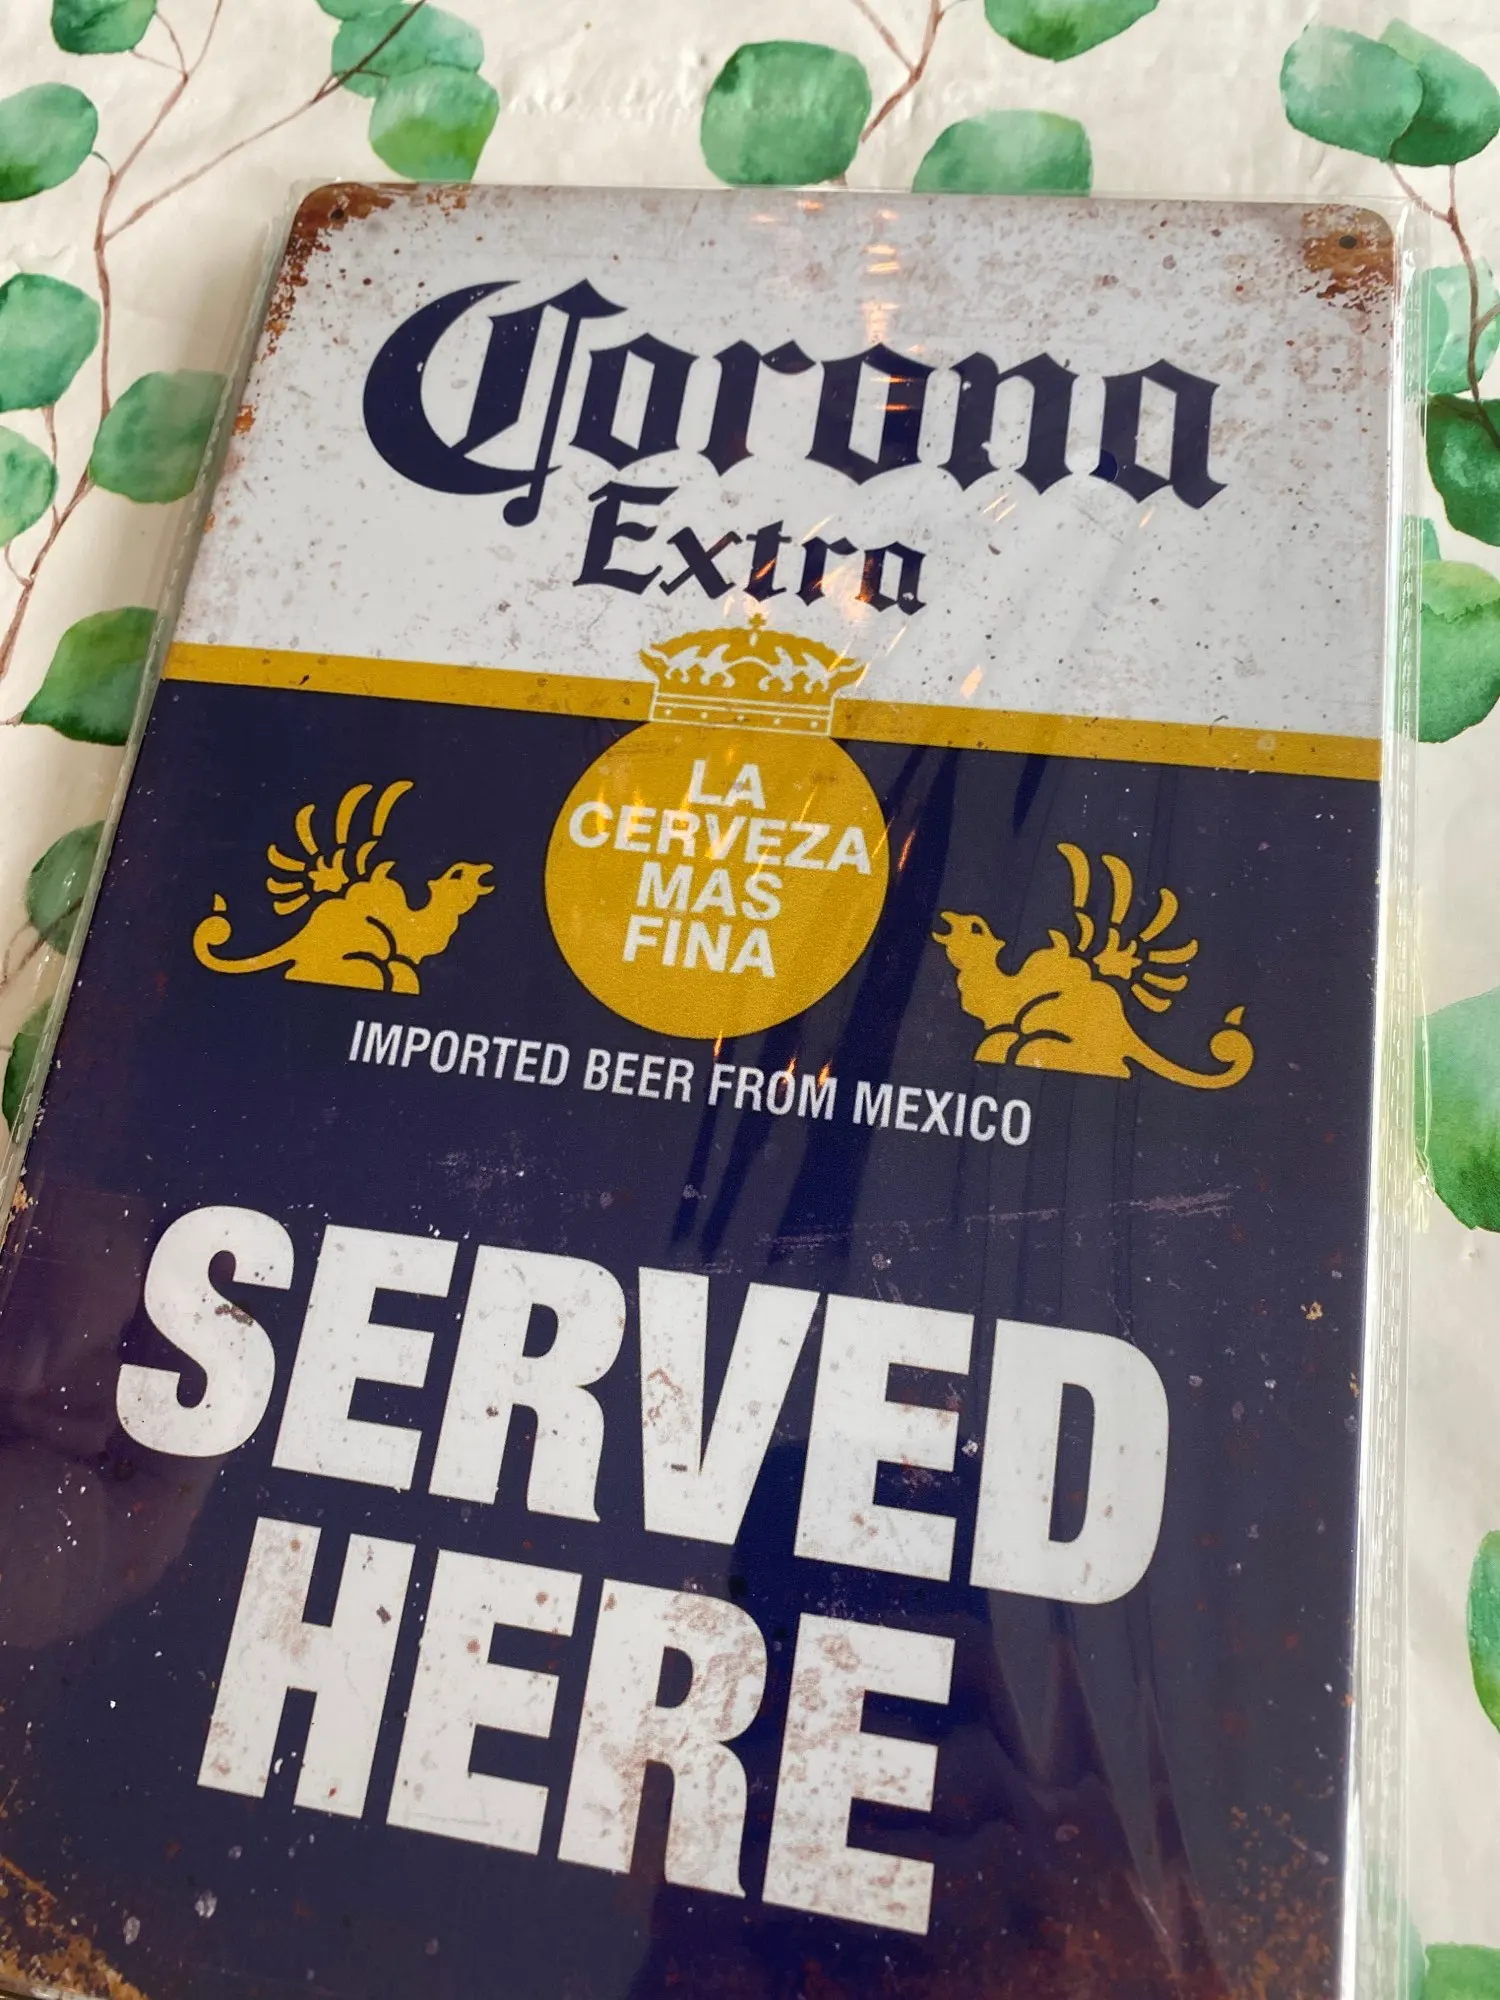 Corona
Extra
LA
CERVEZA
MAS
FINA
IMPORTED BEER FROM MEXICO
SERVED
HERE